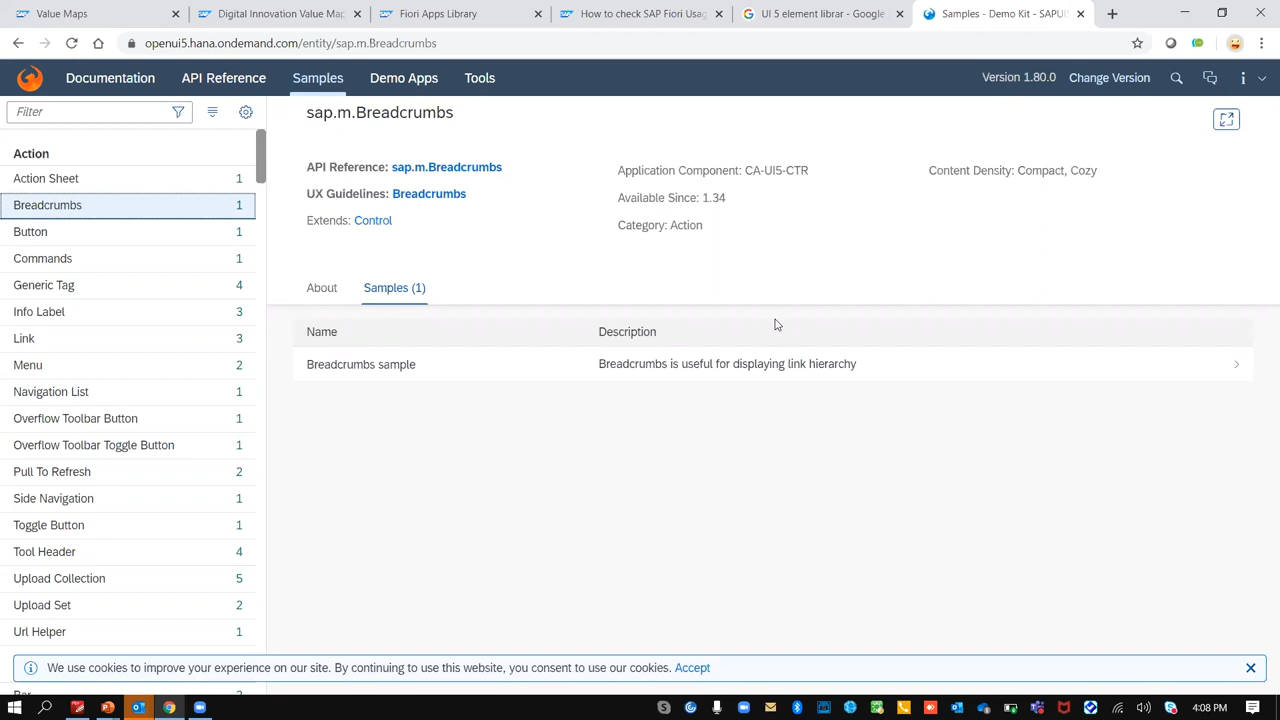 Value Maps
Digital Innovation Value Map
Fiori Apps Library
How to check SAP Fiori Usag
UI 5 element librar - Google
Samples - Demo Kit - SAPUI5
openui5.hana.ondemand.com/entity/sap.m.Breadcrumbs
Documentation
API Reference
Samples
Demo Apps
Tools
Version 1.80.0
Change Version
Filter
sap.m.Breadcrumbs
API Reference: sap.m.Breadcrumbs
UX Guidelines: Breadcrumbs
Extends: Control
Application Component: CA-UI5-CTR
Available Since: 1.34
Category: Action
Content Density: Compact, Cozy
About
Samples (1)
Name
Description
Breadcrumbs sample
Breadcrumbs is useful for displaying link hierarchy
Action
Action Sheet 1
Breadcrumbs 1
Button 1
Commands 1
Generic Tag 4
Info Label 3
Link 3
Menu 2
Navigation List 1
Overflow Toolbar Button 1
Overflow Toolbar Toggle Button 1
Pull To Refresh 2
Side Navigation 1
Toggle Button 1
Tool Header 4
Upload Collection 5
Upload Set 2
Url Helper 1
We use cookies to improve your experience on our site. By continuing to use this website, you consent to use our cookies. Accept
4:08 PM